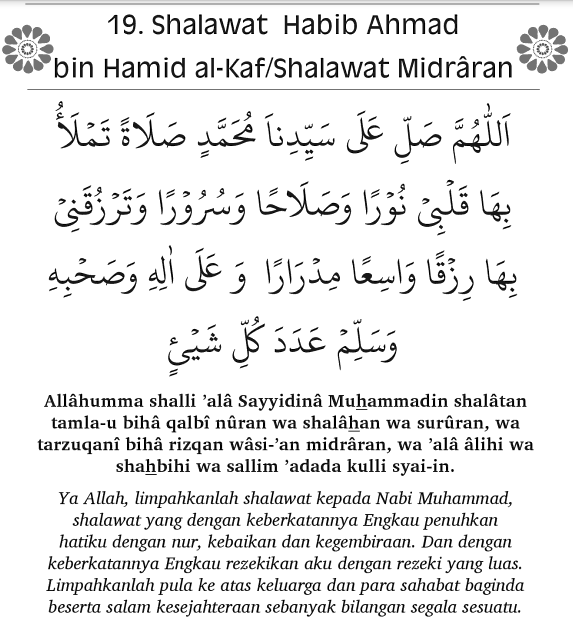 19. Shalawat Habib Ahmad
bin Hamid al-Kaf/Shalawat Midrâran
اَللّٰهُمَّ صَلِّ عَلَى سَيِّدِنَا مُحَمَّدٍ صَلَاةً تَمْلَأُ
بِهَا قَلْبِيْ نُوْرًا وَصَلَاحًا وَسُرُوْرًا وَتَرْزُقَنِيْ
بِهَا رِزْقًا وَاسِعًا مِدْرَارًا وَ عَلَى اٰلِهِ وَصَحْبِهِ
وَسَلِّمْ عَدَدَ كُلِّ شَيْئٍ
Allâhumma shalli ’alâ Sayyidinâ Muhammadin shalâtan
tamla-u bihâ qalbî nûran wa shalâhan wa surûran, wa
tarzuqanî bihâ rizqan wâsi-’an midrâran, wa ’alâ âlihi wa
shahbihi wa sallim ’adada kulli syai-in.
Ya Allah, limpahkanlah shalawat kepada Nabi Muhammad,
shalawat yang dengan keberkatannya Engkau penuhkan
hatiku dengan nur, kebaikan dan kegembiraan. Dan dengan
keberkatannya Engkau rezekikan aku dengan rezeki yang luas.
Limpahkanlah pula ke atas keluarga dan para sahabat baginda
beserta salam kesejahteraan sebanyak bilangan segala sesuatu.